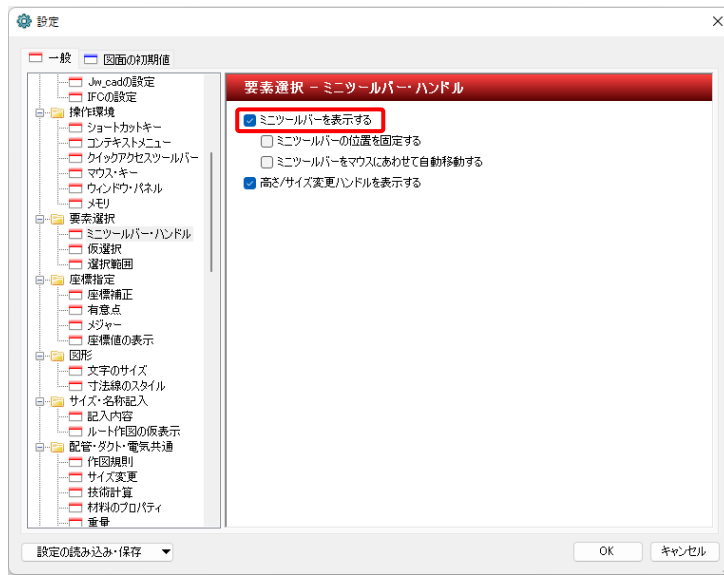 設定
一般
図面の初期値
Jw_cadの設定
IFCの設定
操作環境
ショートカットキー
コンテキストメニュー
クイックアクセスツールバー
マウス・キー
ウィンドウ・パネル
メモリ
要素選択
ミニツールバー・ハンドル
仮選択
選択範囲
座標指定
座標補正
有意点
メジャー
座標値の表示
図形
文字のサイズ
寸法線のスタイル
サイズ・名称記入
記入内容
ルート作図の仮表示
配管・ダクト・電気共通
作図規則
サイズ変更
技術計算
材料のプロパティ
重量
要素選択 － ミニツールバー・ハンドル
ミニツールバーを表示する
ミニツールバーの位置を固定する
ミニツールバーをマウスにあわせて自動移動する
高さ/サイズ変更ハンドルを表示する
設定の読み込み・保存
OK
キャンセル